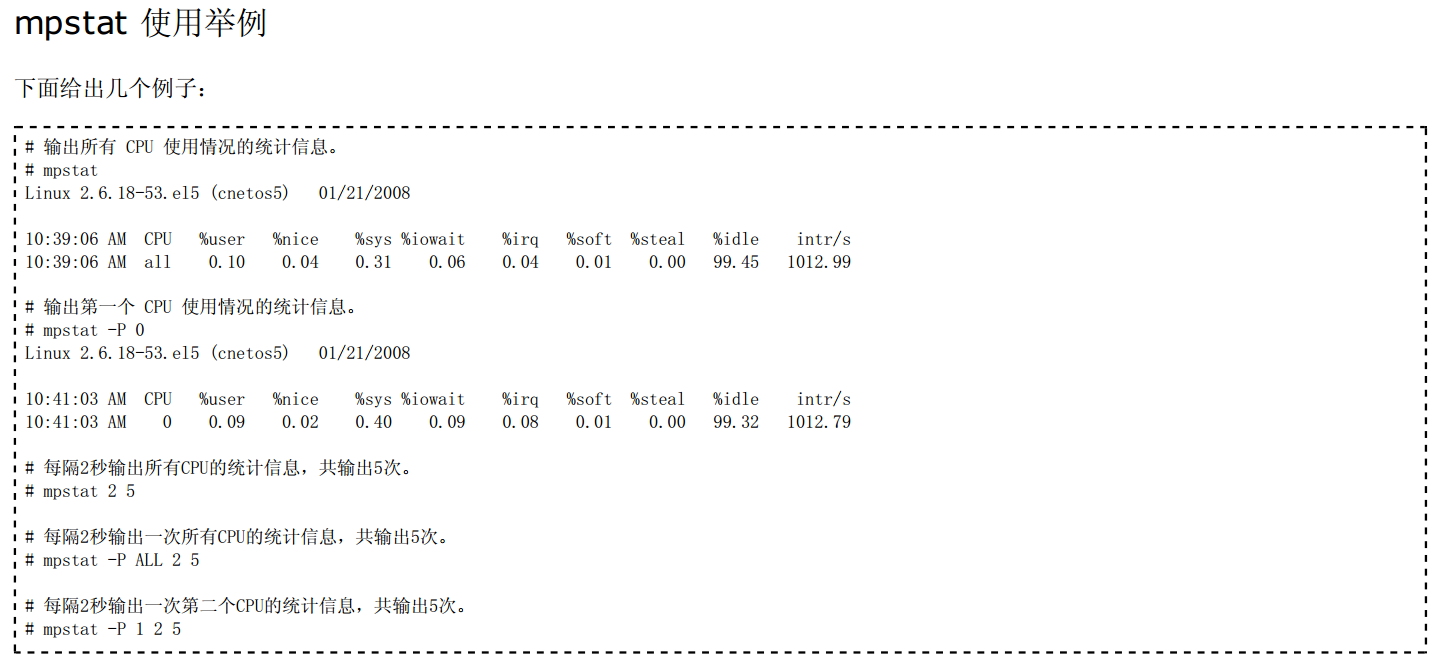 mpstat 使用举例
下面给出几个例子：
# 输出所有 CPU 使用情况的统计信息。
# mpstat
Linux 2.6.18-53.el5 (cnetos5)   01/21/2008
10:39:06 AM  CPU   %user   %nice    %sys %iowait    %irq   %soft  %steal   %idle    intr/s
10:39:06 AM  all    0.10    0.04    0.31    0.06    0.04    0.01    0.00   99.45   1012.99
# 输出第一个 CPU 使用情况的统计信息。
# mpstat -P 0
Linux 2.6.18-53.el5 (cnetos5)   01/21/2008
10:41:03 AM  CPU   %user   %nice    %sys %iowait    %irq   %soft  %steal   %idle    intr/s
10:41:03 AM    0    0.09    0.02    0.40    0.09    0.08    0.01    0.00   99.32   1012.79
# 每隔2秒输出所有CPU的统计信息，共输出5次。
# mpstat 2 5
# 每隔2秒输出一次所有CPU的统计信息，共输出5次。
# mpstat -P ALL 2 5
# 每隔2秒输出一次第二个CPU的统计信息，共输出5次。
# mpstat -P 1 2 5